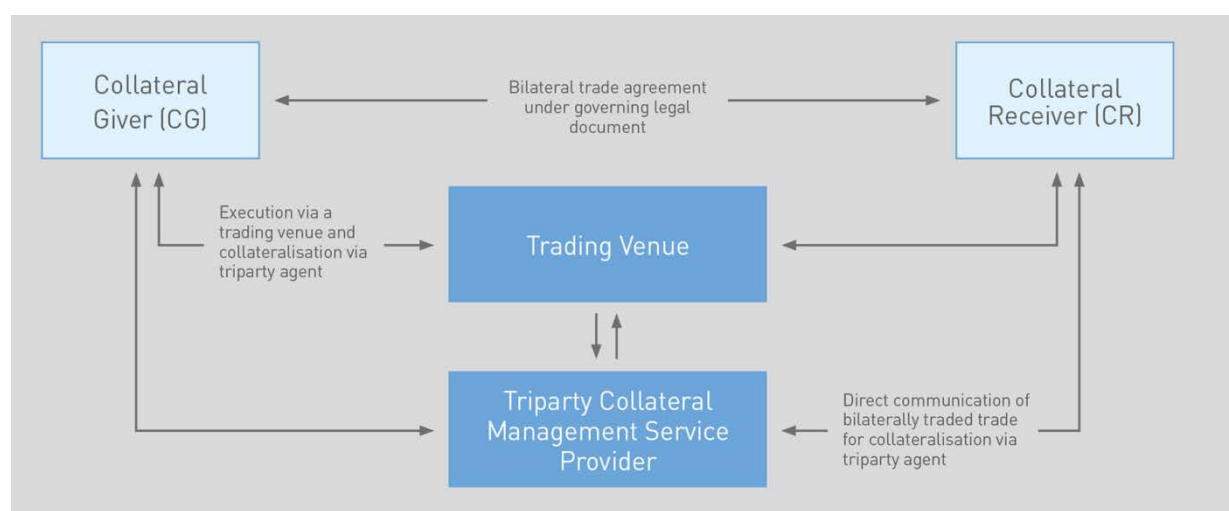 Collateral
Giver (CG)
Bilateral trade agreement
under governing legal
document
Collateral
Receiver (CR)
Execution via a
trading venue and
collateralisation via
triparty agent
Trading Venue
Triparty Collateral
Management Service
Provider
Direct communication of
bilaterally traded trade
for collateralisation via
triparty agent